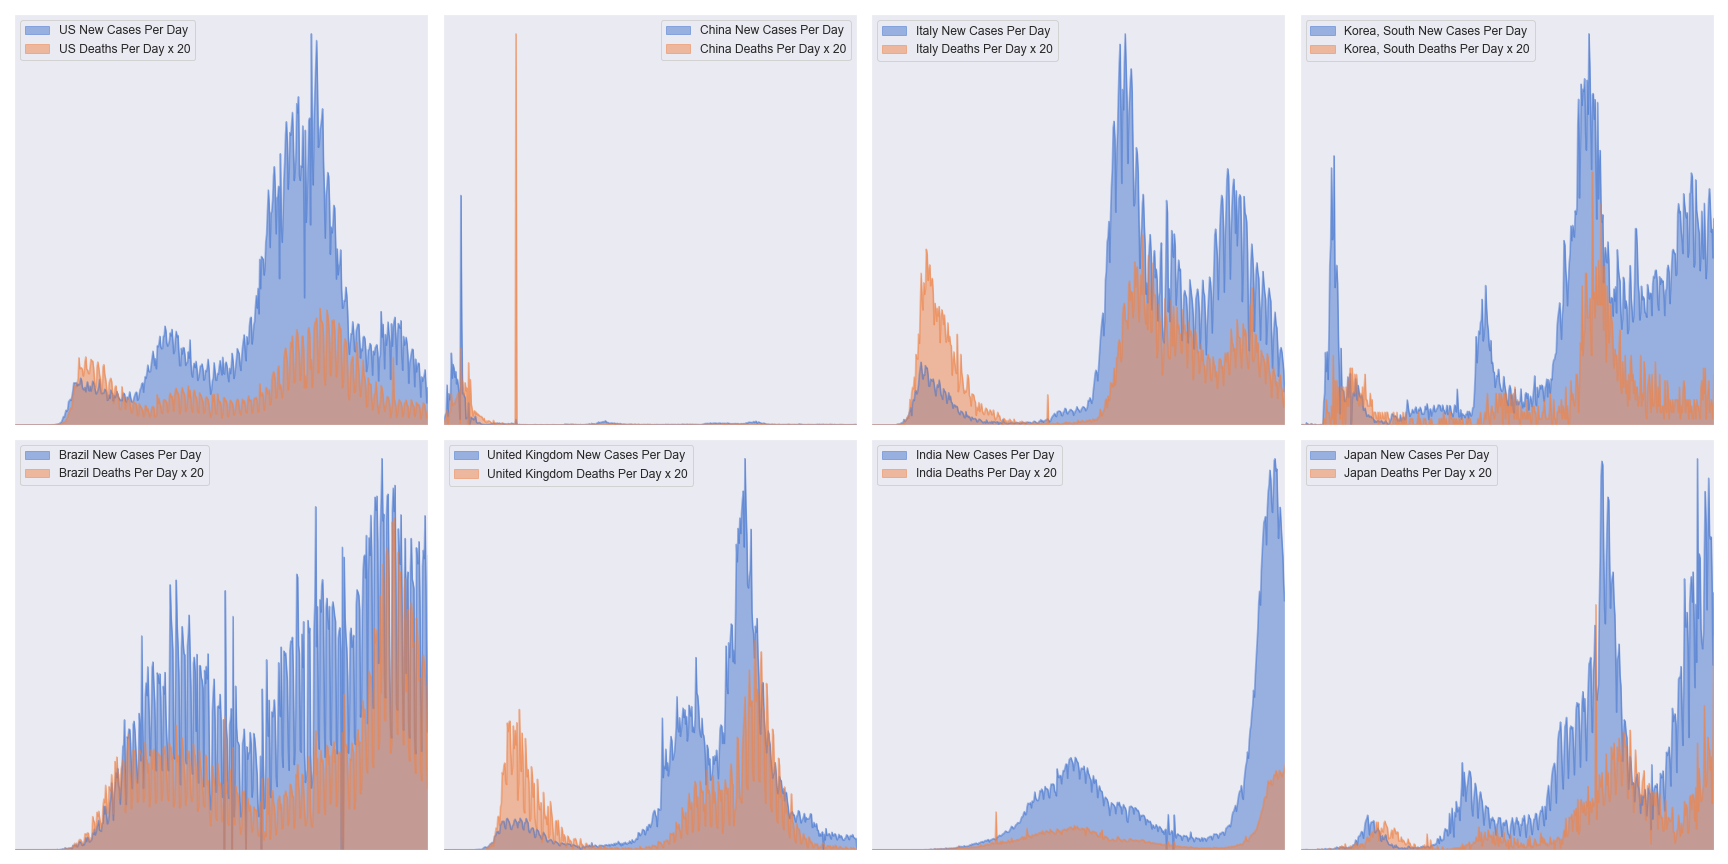 US New Cases Per Day
US Deaths Per Day x 20
China New Cases Per Day
China Deaths Per Day x 20
Italy New Cases Per Day
Italy Deaths Per Day x 20
Korea, South New Cases Per Day
Korea, South Deaths Per Day x 20
Brazil New Cases Per Day
Brazil Deaths Per Day x 20
United Kingdom New Cases Per Day
United Kingdom Deaths Per Day x 20
India New Cases Per Day
India Deaths Per Day x 20
Japan New Cases Per Day
Japan Deaths Per Day x 20